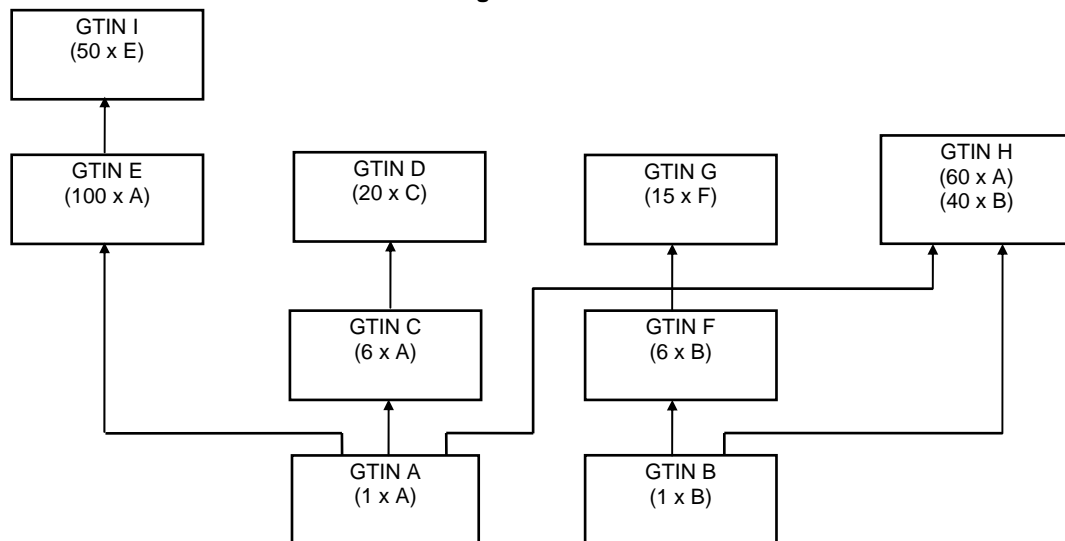 GTIN I
(50 x E)
GTIN E
(100 x A)
GTIN D
(20 x C)
GTIN G
(15 x F)
GTIN H
(60 x A)
(40 x B)
GTIN C
(6 x A)
GTIN F
(6 x B)
GTIN A
(1 x A)
GTIN B
(1 x B)